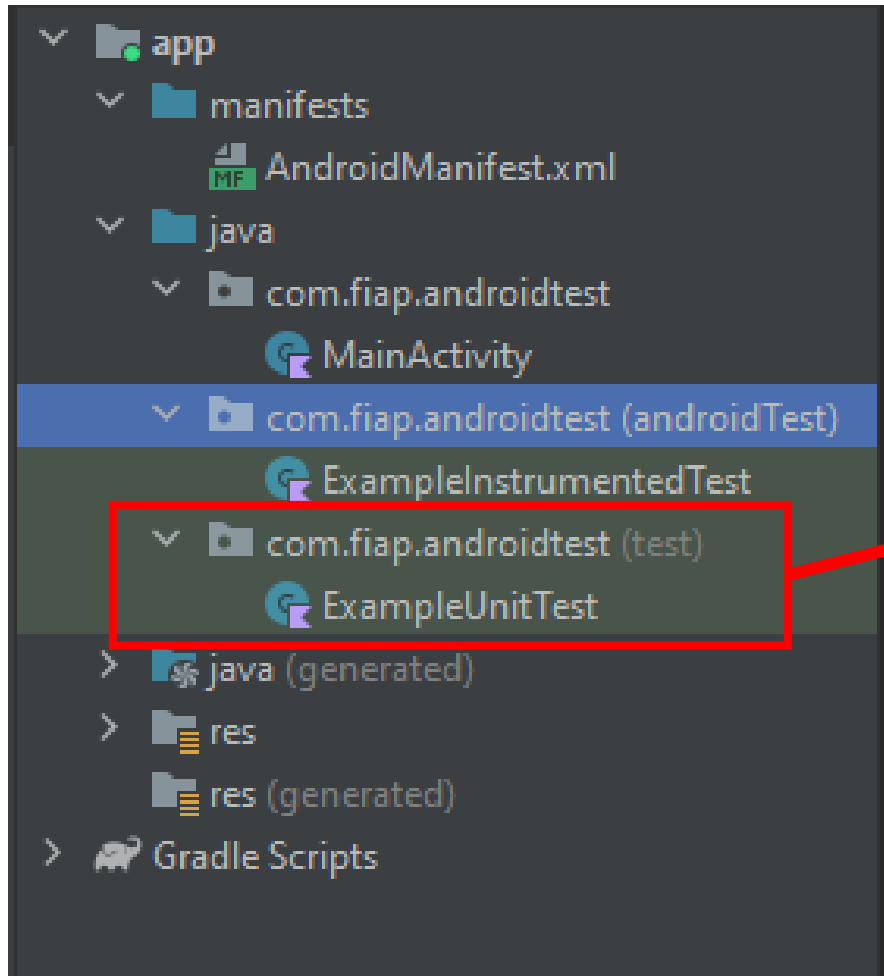 app
manifests
MF AndroidManifest.xml
java
com.fiap.androidtest
MainActivity
com.fiap.androidtest (androidTest)
ExampleInstrumentedTest
com.fiap.androidtest (test)
ExampleUnitTest
java (generated)
res
res (generated)
Gradle Scripts